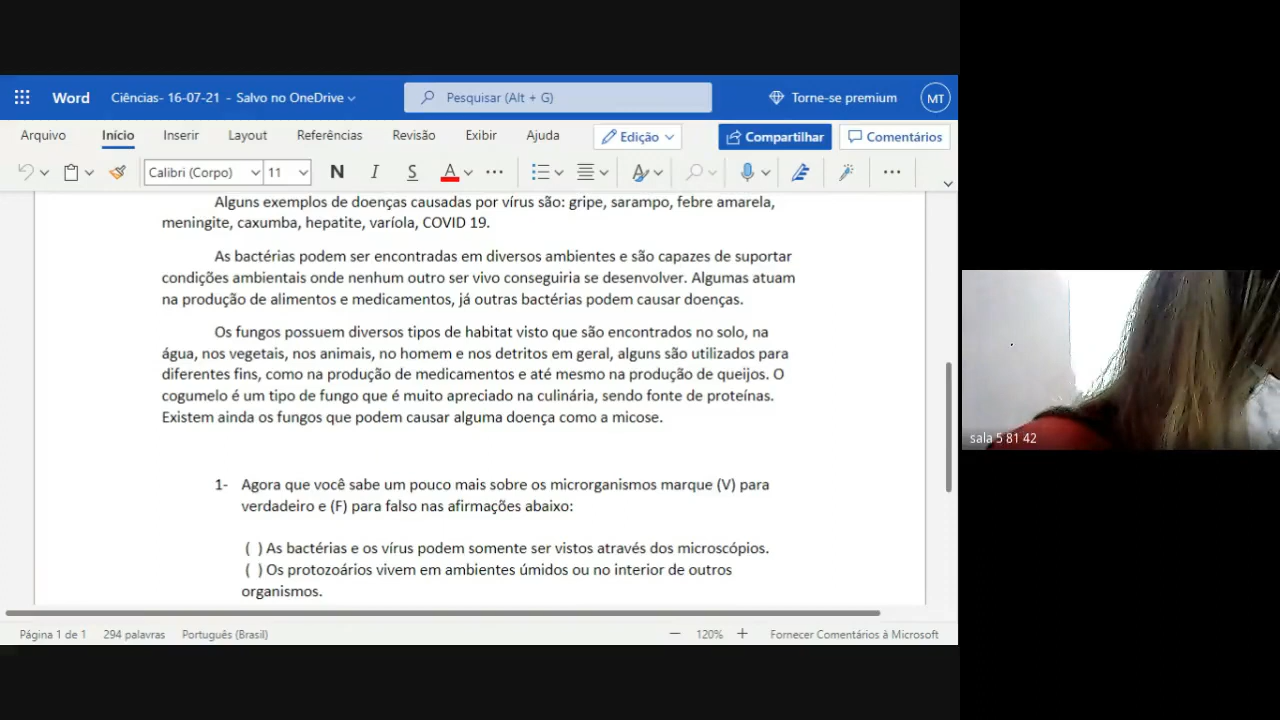 Word Ciências- 16-07-21 - Salvo no OneDrive Pesquisar (Alt + G) Torne-se premium MT
Arquivo Início Inserir Layout Referências Revisão Exibir Ajuda Edição Compartilhar Comentários
Calibri (Corpo) 11 N I S A
Alguns exemplos de doenças causadas por vírus são: gripe, sarampo, febre amarela,
meningite, caxumba, hepatite, varíola, COVID 19.
As bactérias podem ser encontradas em diversos ambientes e são capazes de suportar
condições ambientais onde nenhum outro ser vivo conseguiria se desenvolver. Algumas atuam
na produção de alimentos e medicamentos, já outras bactérias podem causar doenças.
Os fungos possuem diversos tipos de habitat visto que são encontrados no solo, na
água, nos vegetais, nos animais, no homem e nos detritos em geral, alguns são utilizados para
diferentes fins, como na produção de medicamentos e até mesmo na produção de queijos. O
cogumelo é um tipo de fungo que é muito apreciado na culinária, sendo fonte de proteínas.
Existem ainda os fungos que podem causar alguma doença como a micose.
sala 5 81 42
1- Agora que você sabe um pouco mais sobre os microrganismos marque (V) para
verdadeiro e (F) para falso nas afirmações abaixo:
( ) As bactérias e os vírus podem somente ser vistos através dos microscópios.
( ) Os protozoários vivem em ambientes úmidos ou no interior de outros
organismos.
Página 1 de 1 294 palavras Português (Brasil) 120% Fornecer Comentários à Microsoft